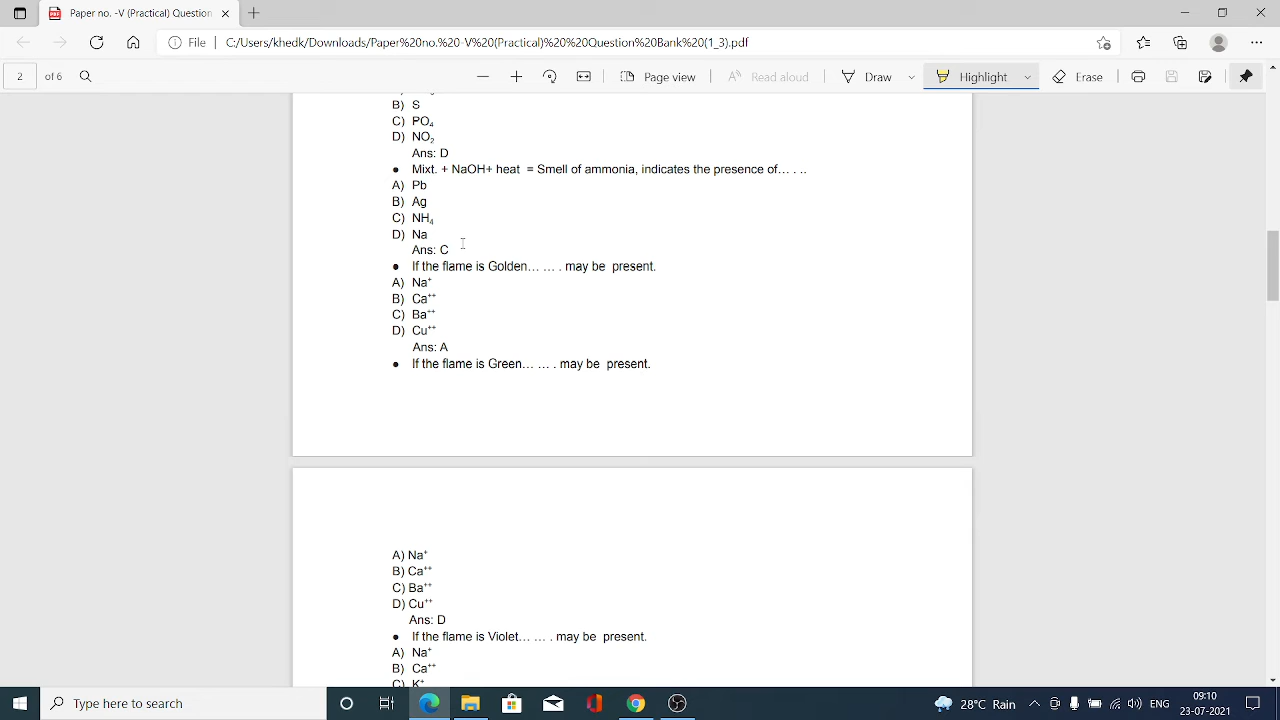 Paper no. -V (Practical) Question
File
C:/Users/khedk/Downloads/Paper%20no.%20-V%20(Practical)%20%20Question%20Bank%20(1_3).pdf
2 of 6
Page view
Read aloud
Draw
Highlight
Erase
B) S
C) PO₄
D) NO₂
Ans: D
● Mixt. + NaOH+ heat = Smell of ammonia, indicates the presence of… . ..
A) Pb
B) Ag
C) NH₄
D) Na
Ans: C
● If the flame is Golden… … . may be present.
A) Na⁺
B) Ca⁺⁺
C) Ba⁺⁺
D) Cu⁺⁺
Ans: A
● If the flame is Green… … . may be present.
A) Na⁺
B) Ca⁺⁺
C) Ba⁺⁺
D) Cu⁺⁺
Ans: D
● If the flame is Violet… … . may be present.
A) Na⁺
B) Ca⁺⁺
C) K⁺
Type here to search
28°C Rain
ENG
09:10
23-07-2021